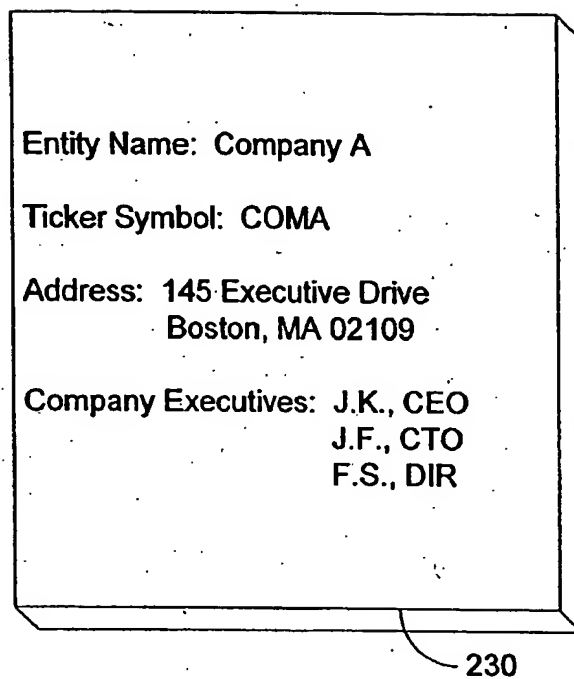 Entity Name: Company A
Ticker Symbol: COMA
Address: 145 Executive Drive
Boston, MA 02109
Company Executives: J.K., CEO
J.F., CTO
F.S., DIR
230